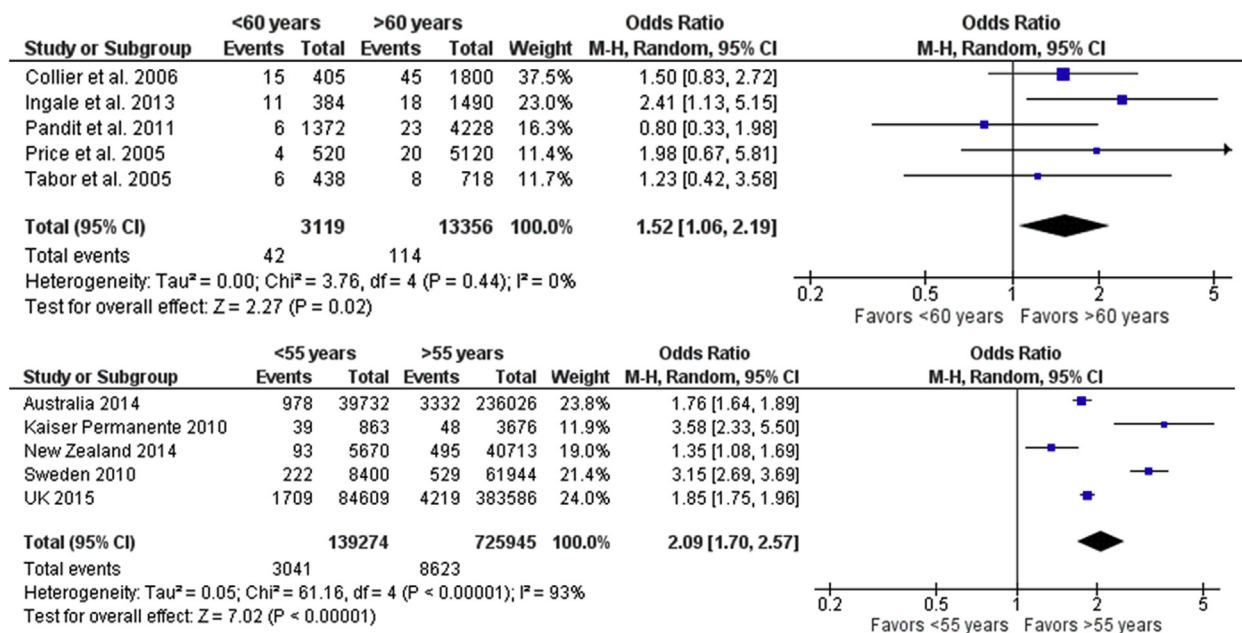 <60 years >60 years Odds Ratio Odds Ratio
Study or Subgroup Events Total Events Total Weight M-H, Random, 95% CI M-H, Random, 95% CI
Collier et al. 2006 15 405 45 1800 37.5% 1.50 [0.83, 2.72]
Ingale et al. 2013 11 384 18 1490 23.0% 2.41 [1.13, 5.15]
Pandit et al. 2011 6 1372 23 4228 16.3% 0.80 [0.33, 1.98]
Price et al. 2005 4 520 20 5120 11.4% 1.98 [0.67, 5.81]
Tabor et al. 2005 6 438 8 718 11.7% 1.23 [0.42, 3.58]
Total (95% CI) 3119 13356 100.0% 1.52 [1.06, 2.19]
Total events 42 114
Heterogeneity: Tau² = 0.00; Chi² = 3.76, df = 4 (P = 0.44); I² = 0%
Test for overall effect: Z = 2.27 (P = 0.02)
0.2 0.5 1 2 5
Favors <60 years Favors >60 years
<55 years >55 years Odds Ratio Odds Ratio
Study or Subgroup Events Total Events Total Weight M-H, Random, 95% CI M-H, Random, 95% CI
Australia 2014 978 39732 3332 236026 23.8% 1.76 [1.64, 1.89]
Kaiser Permanente 2010 39 863 48 3676 11.9% 3.58 [2.33, 5.50]
New Zealand 2014 93 5670 495 40713 19.0% 1.35 [1.08, 1.69]
Sweden 2010 222 8400 529 61944 21.4% 3.15 [2.69, 3.69]
UK 2015 1709 84609 4219 383586 24.0% 1.85 [1.75, 1.96]
Total (95% CI) 139274 725945 100.0% 2.09 [1.70, 2.57]
Total events 3041 8623
Heterogeneity: Tau² = 0.05; Chi² = 61.16, df = 4 (P < 0.00001); I² = 93%
Test for overall effect: Z = 7.02 (P < 0.00001)
0.2 0.5 1 2 5
Favors <55 years Favors >55 years